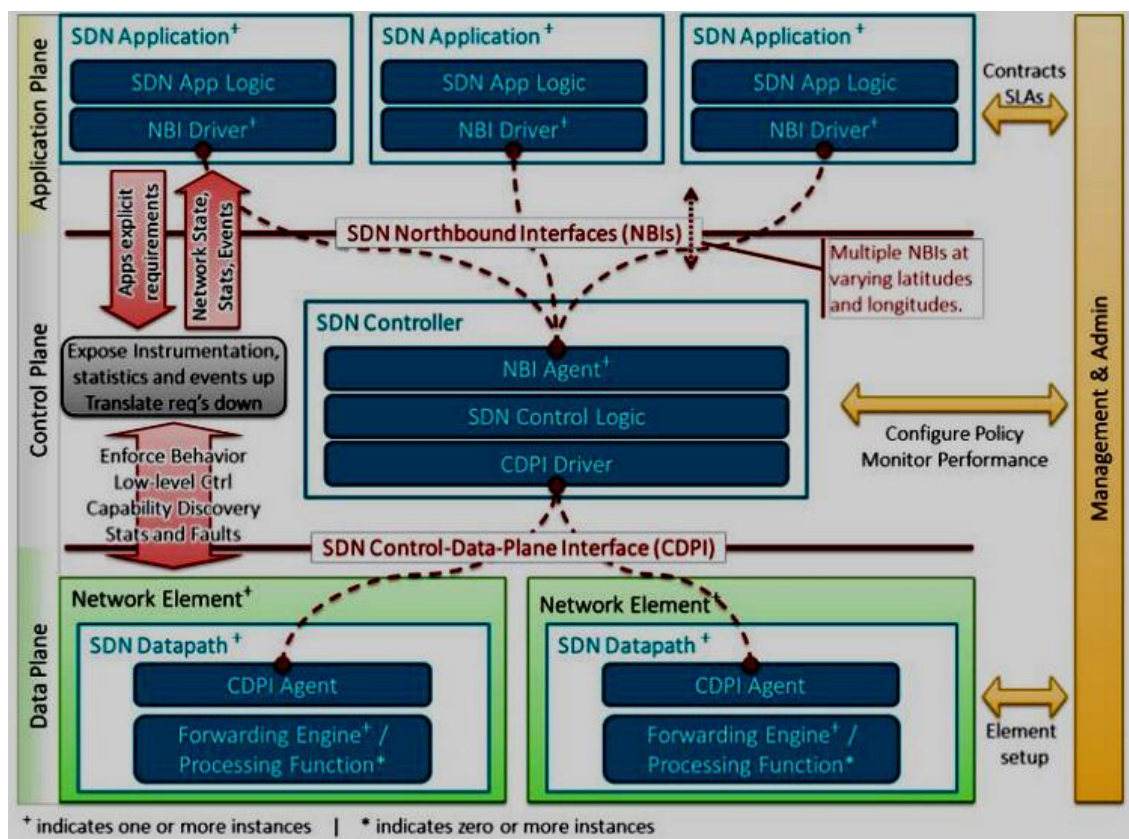 Application Plane
SDN Application⁺
SDN App Logic
NBI Driver⁺
SDN Application⁺
SDN App Logic
NBI Driver⁺
SDN Application⁺
SDN App Logic
NBI Driver⁺
Contracts
SLAs
Apps explicit
requirements
Network State,
Stats, Events
SDN Northbound Interfaces (NBIs)
Multiple NBIs at
varying latitudes
and longitudes.
Control Plane
Expose Instrumentation,
statistics and events up
Translate req's down
SDN Controller
NBI Agent⁺
SDN Control Logic
CDPI Driver
Configure Policy
Monitor Performance
Management & Admin
Enforce Behavior
Low-level Ctrl
Capability Discovery
Stats and Faults
SDN Control-Data-Plane Interface (CDPI)
Data Plane
Network Element⁺
SDN Datapath ⁺
CDPI Agent
Forwarding Engine⁺ /
Processing Function*
Network Element⁺
SDN Datapath ⁺
CDPI Agent
Forwarding Engine⁺ /
Processing Function*
Element
setup
⁺ indicates one or more instances | * indicates zero or more instances